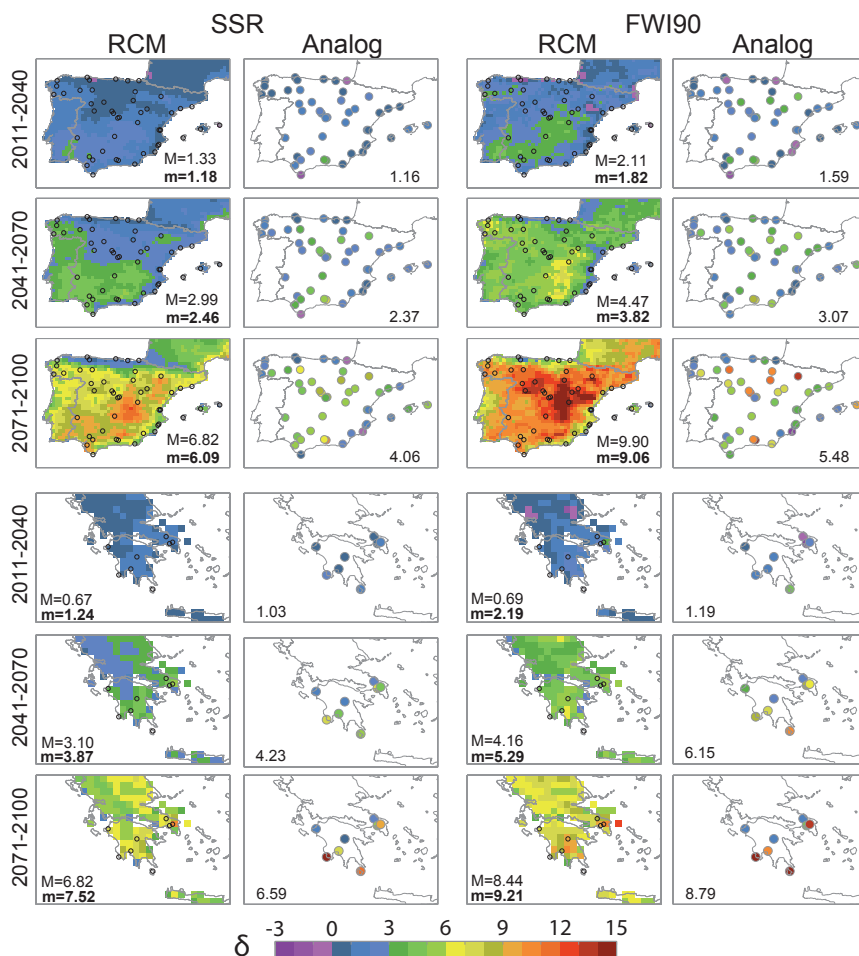 SSR FWI90
RCM Analog RCM Analog
2011-2040
M=1.33
m=1.18
1.16
M=2.11
m=1.82
1.59
2041-2070
M=2.99
m=2.46
2.37
M=4.47
m=3.82
3.07
2071-2100
M=6.82
m=6.09
4.06
M=9.90
m=9.06
5.48
2011-2040
M=0.67
m=1.24
1.03
M=0.69
m=2.19
1.19
2041-2070
M=3.10
m=3.87
4.23
M=4.16
m=5.29
6.15
2071-2100
M=6.82
m=7.52
6.59
M=8.44
m=9.21
8.79
δ -3 0 3 6 9 12 15